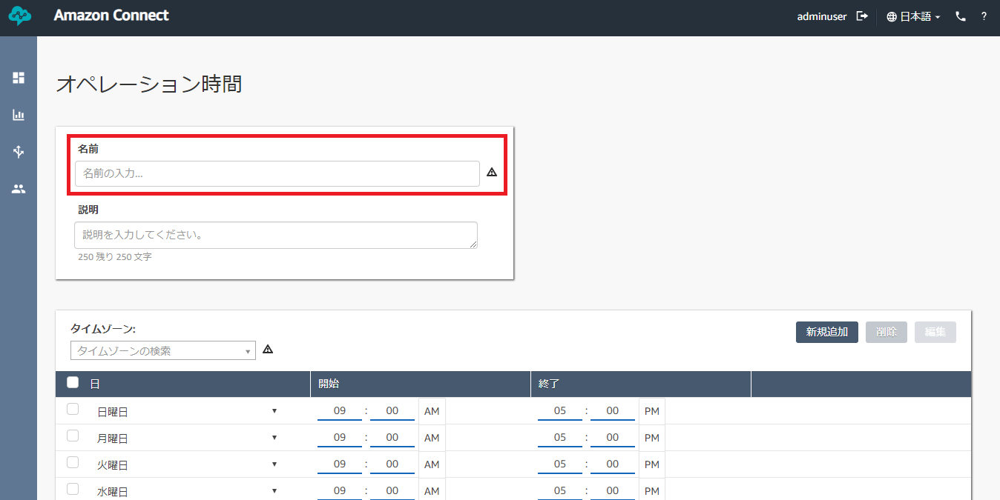 Amazon Connect
adminuser 日本語 ?
オペレーション時間
名前
名前の入力...
説明
説明を入力してください。
250 残り 250 文字
タイムゾーン:
新規追加 削除 編集
タイムゾーンの検索
日 開始 終了
日曜日 09 : 00 AM 05 : 00 PM
月曜日 09 : 00 AM 05 : 00 PM
火曜日 09 : 00 AM 05 : 00 PM
水曜日 09 : 00 AM 05 : 00 PM